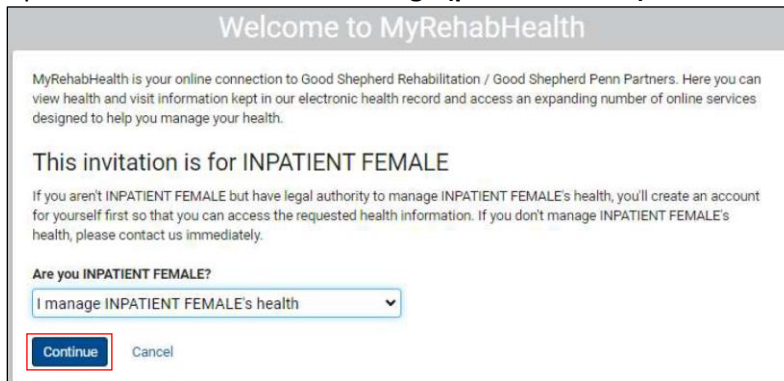 Welcome to MyRehabHealth
MyRehabHealth is your online connection to Good Shepherd Rehabilitation / Good Shepherd Penn Partners. Here you can
view health and visit information kept in our electronic health record and access an expanding number of online services
designed to help you manage your health.
This invitation is for INPATIENT FEMALE
If you aren't INPATIENT FEMALE but have legal authority to manage INPATIENT FEMALE's health, you'll create an account
for yourself first so that you can access the requested health information. If you don't manage INPATIENT FEMALE's
health, please contact us immediately.
Are you INPATIENT FEMALE?
I manage INPATIENT FEMALE's health
Continue Cancel